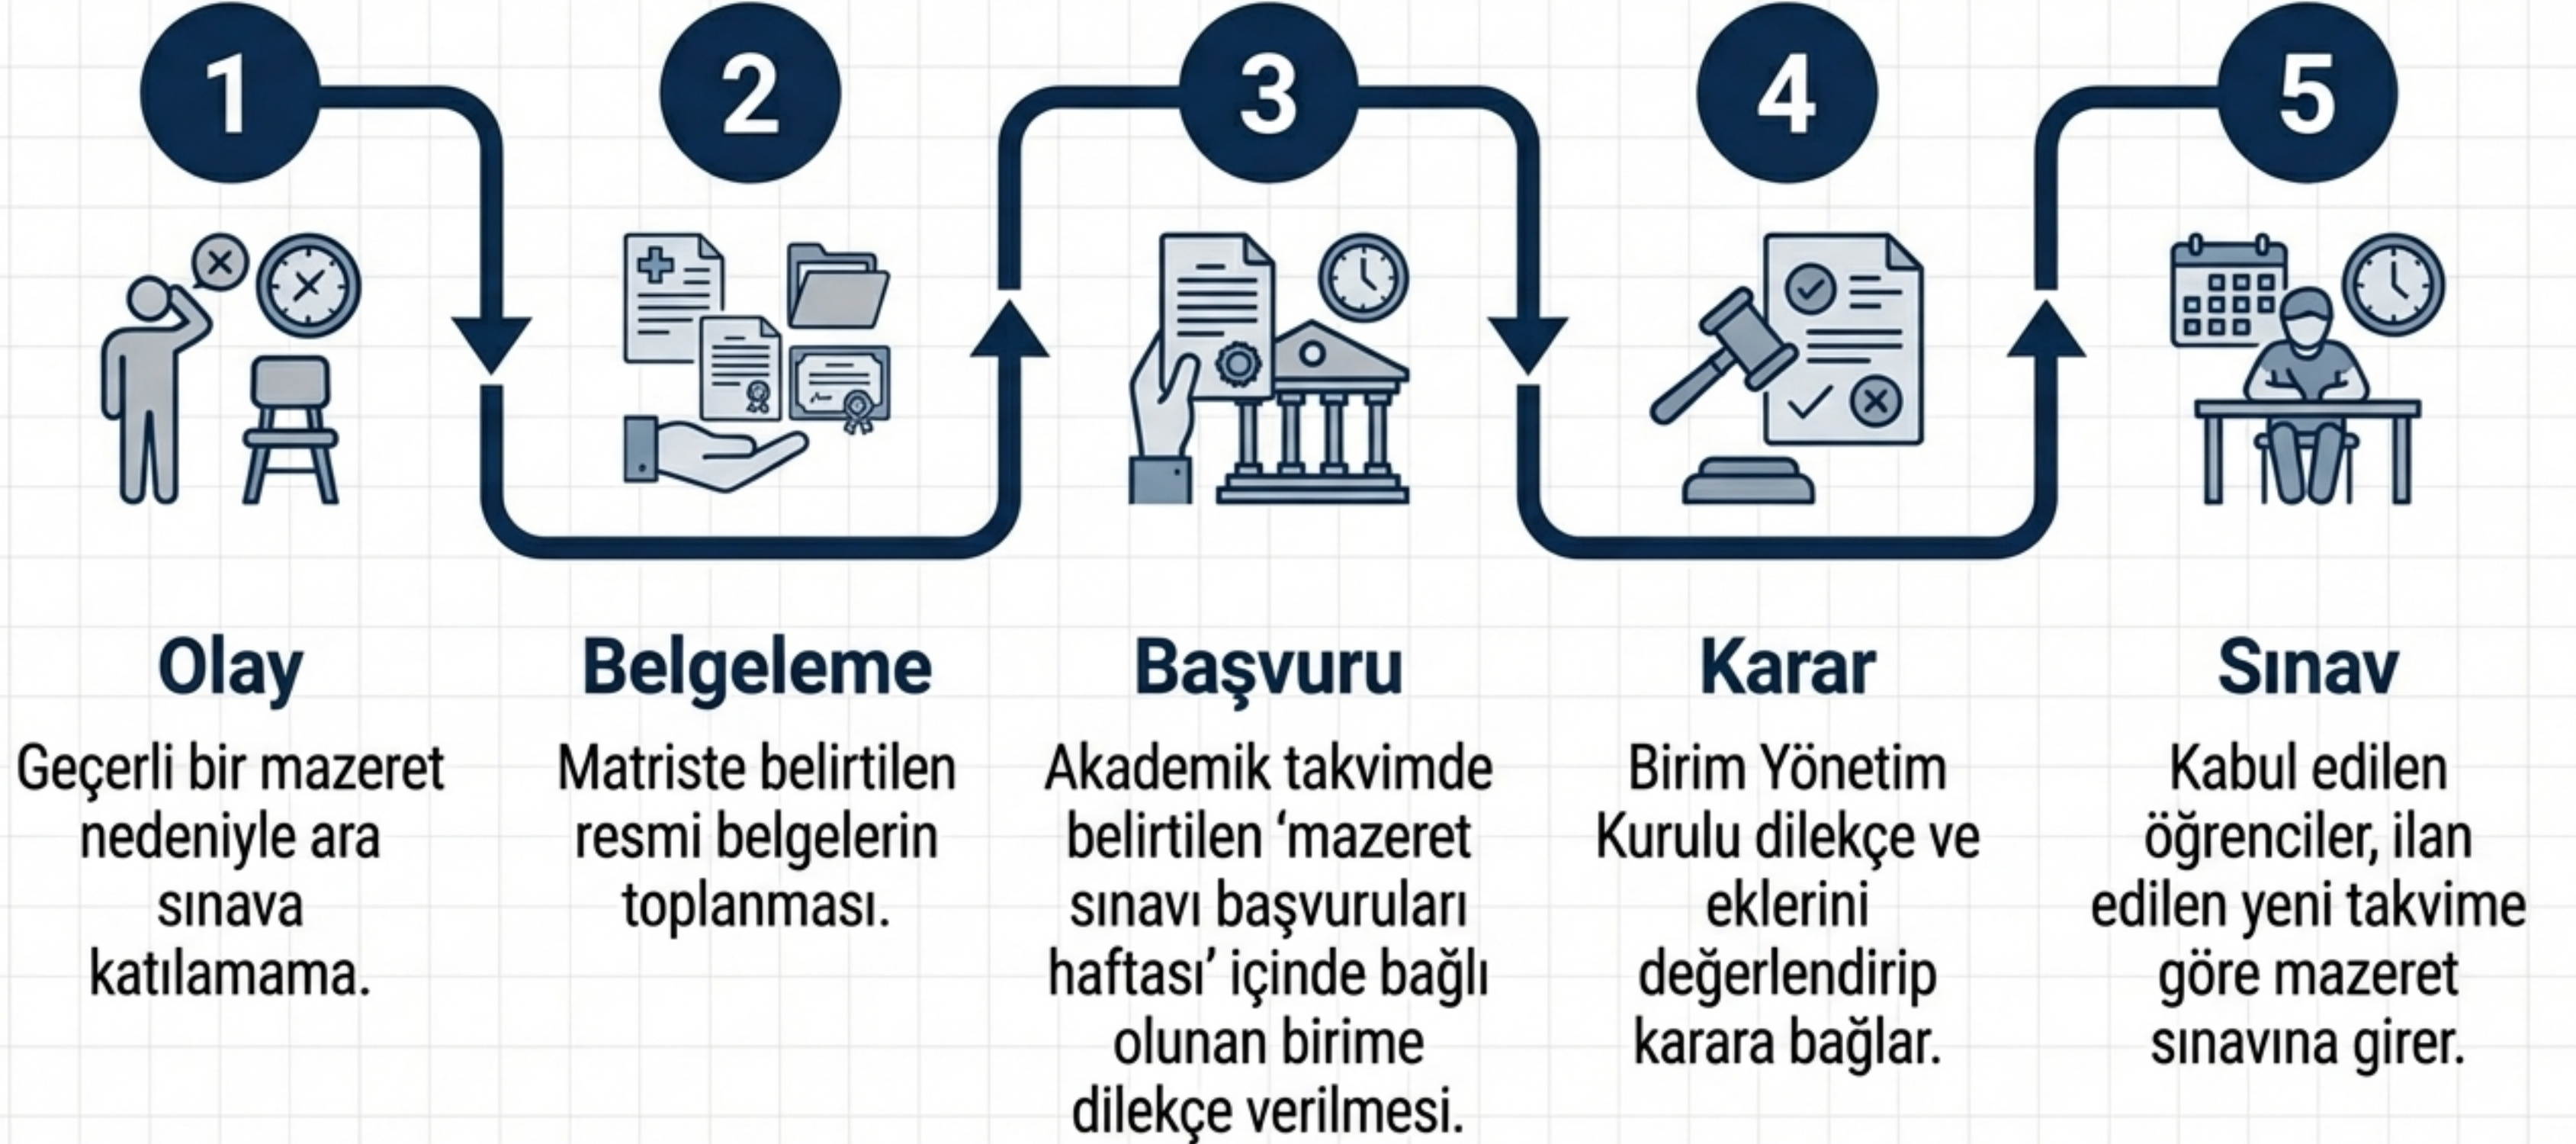 1
2
3
4
5
Olay
Geçerli bir mazeret
nedeniyle ara
sınava
katılamama.
Belgeleme
Matriste belirtilen
resmi belgelerin
toplanması.
Başvuru
Akademik takvimde
belirtilen ‘mazeret
sınavı başvuruları
haftası’ içinde bağlı
olunan birime
dilekçe verilmesi.
Karar
Birim Yönetim
Kurulu dilekçe ve
eklerini
değerlendirip
karara bağlar.
Sınav
Kabul edilen
öğrenciler, ilan
edilen yeni takvime
göre mazeret
sınavına girer.